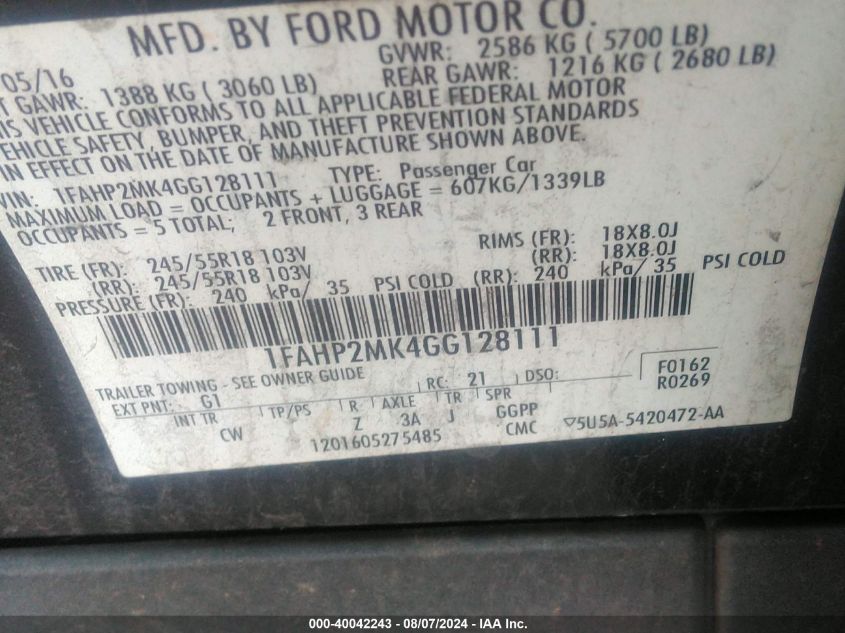 MFD. BY FORD MOTOR CO.
05/16 GVWR: 2586 KG ( 5700 LB)
T GAWR: 1388 KG ( 3060 LB) REAR GAWR: 1216 KG ( 2680 LB)
IS VEHICLE CONFORMS TO ALL APPLICABLE FEDERAL MOTOR
EHICLE SAFETY, BUMPER, AND THEFT PREVENTION STANDARDS
IN EFFECT ON THE DATE OF MANUFACTURE SHOWN ABOVE.
VIN: 1FAHP2MK4GG128111 TYPE: Passenger Car
MAXIMUM LOAD = OCCUPANTS + LUGGAGE = 607KG/1339LB
OCCUPANTS = 5 TOTAL; 2 FRONT, 3 REAR
TIRE (FR): 245/55R18 103V RIMS (FR): 18X8.0J
(RR): 245/55R18 103V (RR): 18X8.0J
PRESSURE (FR): 240 kPa/ 35 PSI COLD (RR): 240 kPa/ 35 PSI COLD
1FAHP2MK4GG128111
TRAILER TOWING - SEE OWNER GUIDE F0162
EXT PNT: G1 RC: 21 DSO: R0269
INT TR TP/PS R AXLE TR SPR
CW Z 3A J GGPP ▽5U5A-5420472-AA
1201605275485 CMC
000-40042243 - 08/07/2024 - IAA Inc.